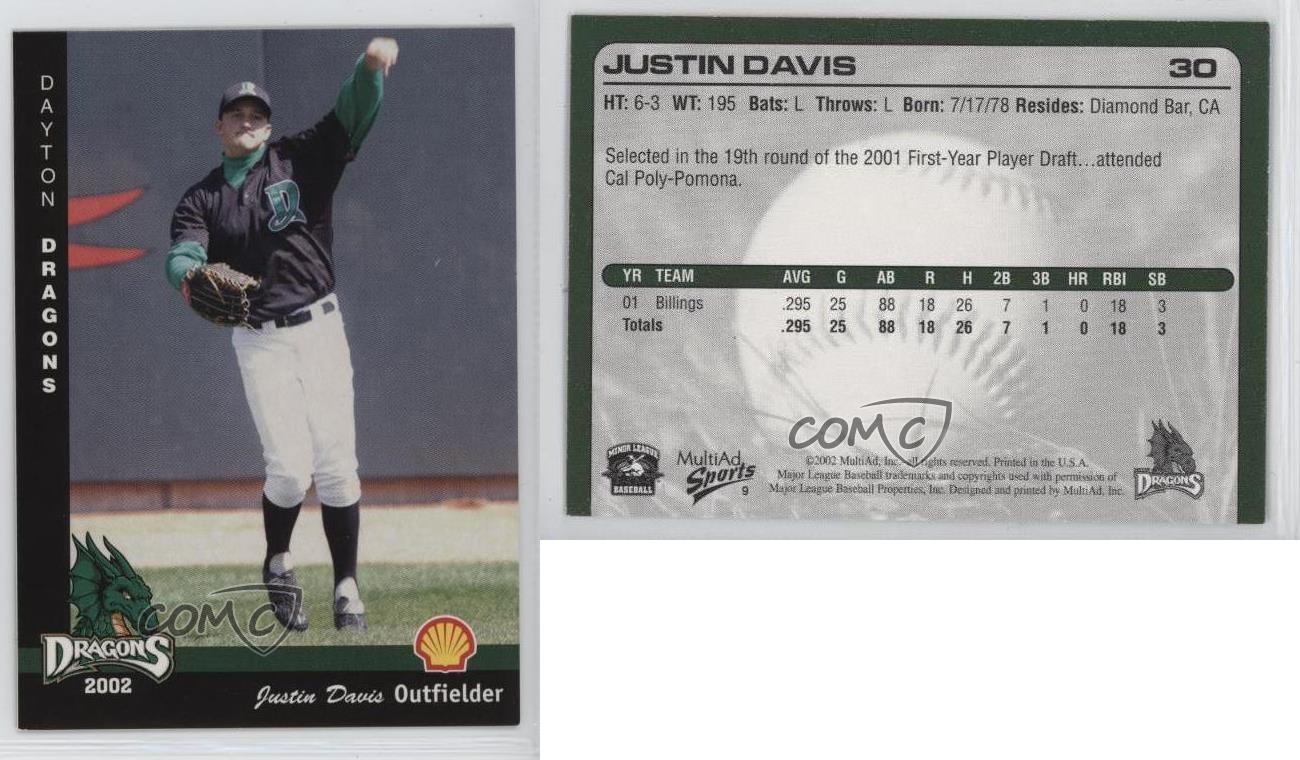 DAYTON DRAGONS
D
COMC
DRAGONS
2002
Justin Davis Outfielder
JUSTIN DAVIS 30
HT: 6-3 WT: 195 Bats: L Throws: L Born: 7/17/78 Resides: Diamond Bar, CA
Selected in the 19th round of the 2001 First-Year Player Draft...attended
Cal Poly-Pomona.
YR TEAM AVG G AB R H 2B 3B HR RBI SB
01 Billings .295 25 88 18 26 7 1 0 18 3
Totals .295 25 88 18 26 7 1 0 18 3
COMC
MINOR LEAGUE
BASEBALL
MultiAd
Sports
9
©2002 MultiAd, Inc. all rights reserved. Printed in the U.S.A.
Major League Baseball trademarks and copyrights used with permission of
Major League Baseball Properties, Inc. Designed and printed by MultiAd, Inc.
DRAGONS